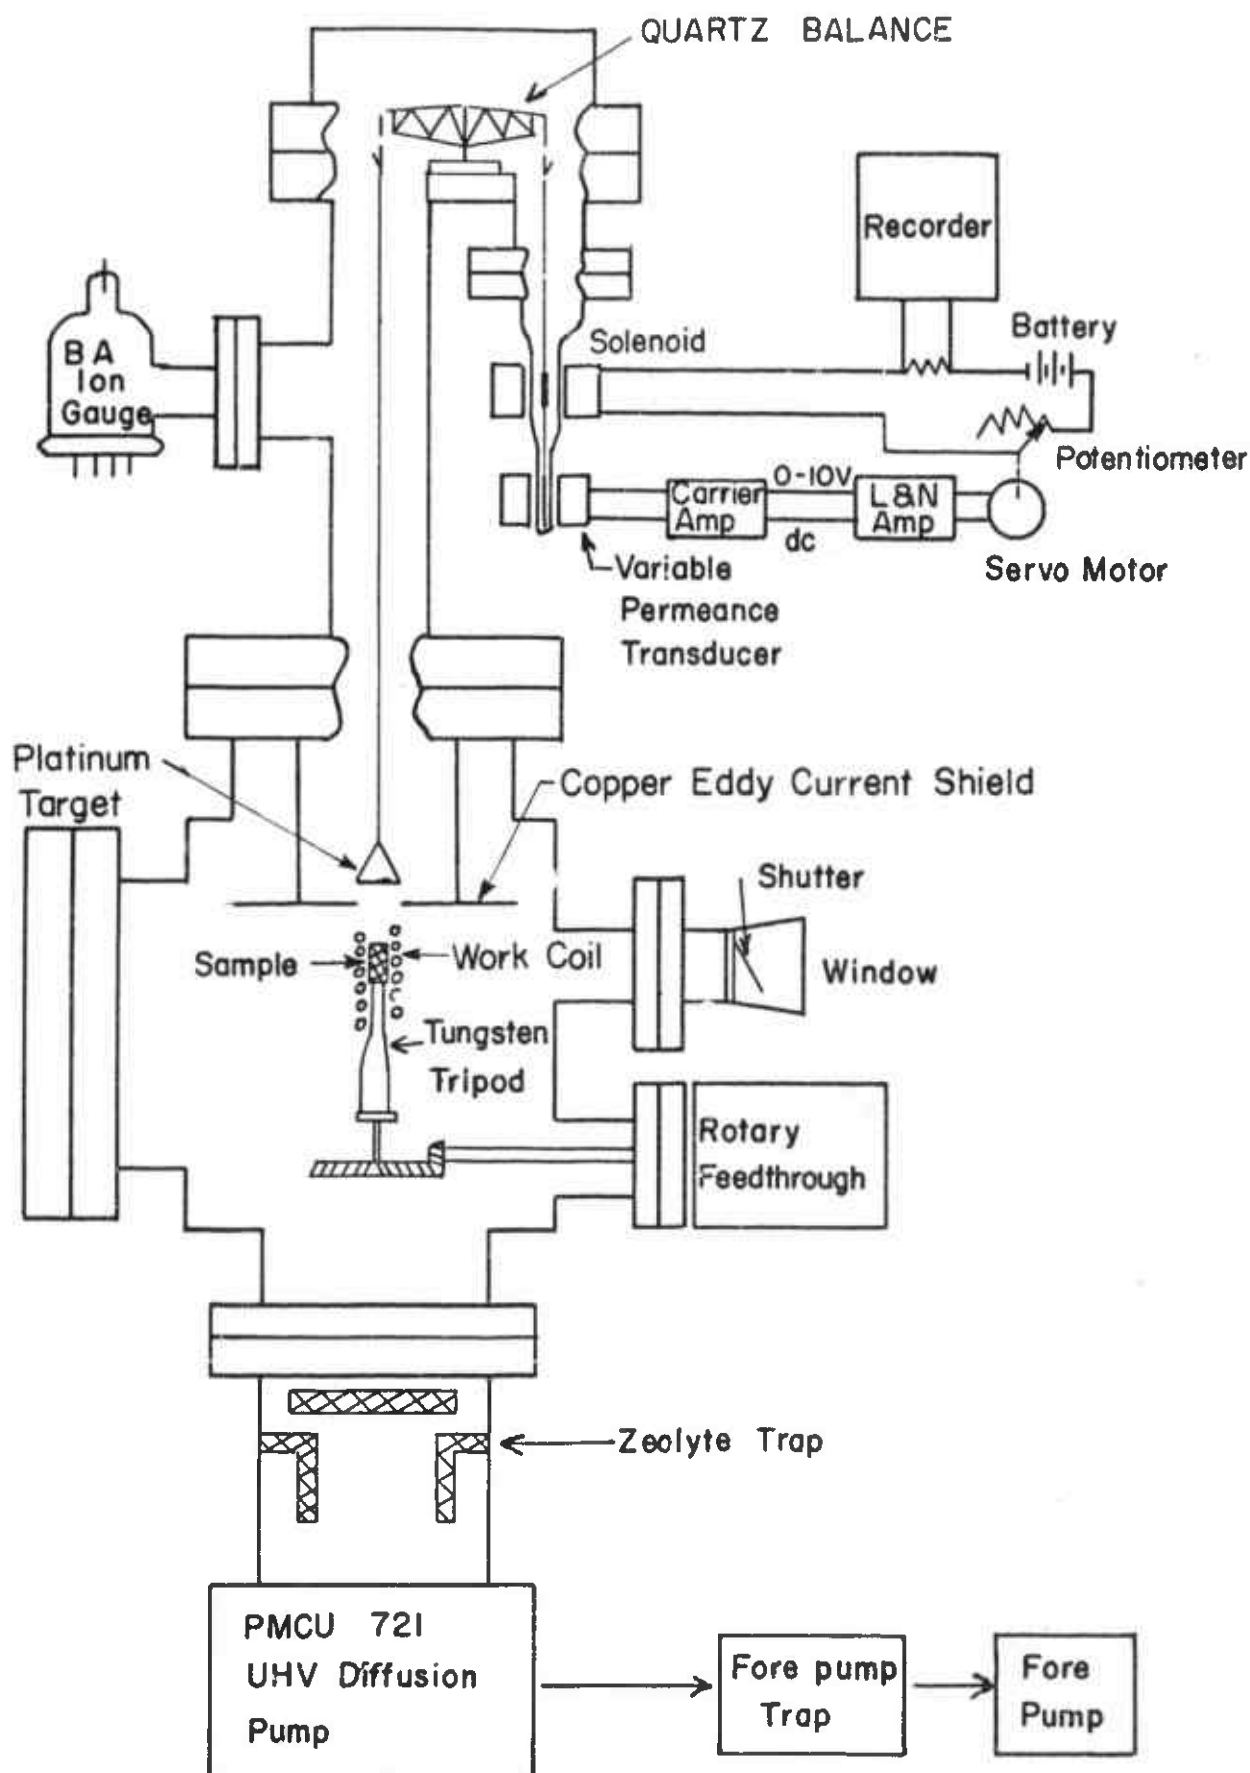 QUARTZ BALANCE
Recorder
Battery
Solenoid
BA
Ion
Gauge
Potentiometer
0-10V
Carrier
Amp
L&N
Amp
dc
Servo Motor
Variable
Permeance
Transducer
Platinum
Target
Copper Eddy Current Shield
Shutter
Sample
Work Coil
Window
Tungsten
Tripod
Rotary
Feedthrough
Zeolyte Trap
PMCU 721
UHV Diffusion
Pump
Fore pump
Trap
Fore
Pump